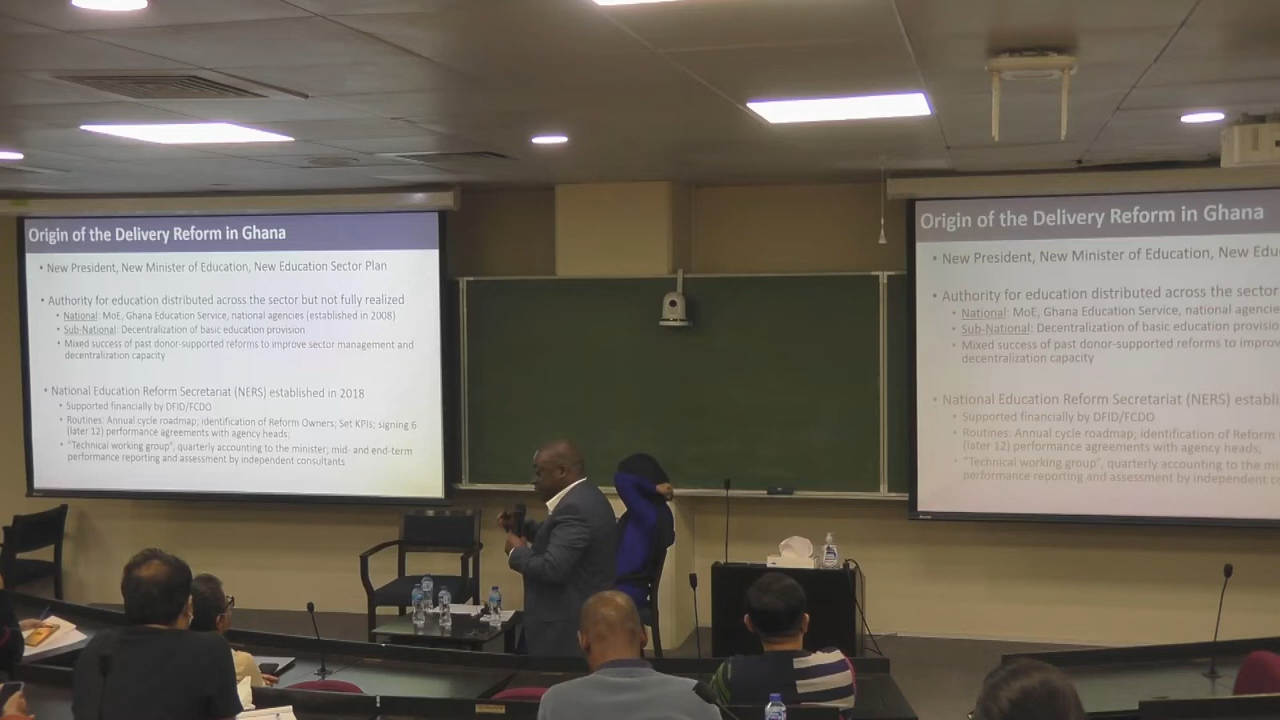 Origin of the Delivery Reform in Ghana
• New President, New Minister of Education, New Education Sector Plan
• Authority for education distributed across the sector but not fully realized
• National: MoE, Ghana Education Service, national agencies (established in 2008)
• Sub-National: Decentralization of basic education provision
• Mixed success of past donor-supported reforms to improve sector management and
decentralization capacity
• National Education Reform Secretariat (NERS) established in 2018
• Supported financially by DFID/FCDO
• Routines: Annual cycle roadmap; identification of Reform Owners; Set KPIs; signing 6
(later 12) performance agreements with agency heads;
• "Technical working group", quarterly accounting to the minister; mid- and end-term
performance reporting and assessment by independent consultants
Origin of the Delivery Reform in Ghana
• New President, New Minister of Education, New Edu
• Authority for education distributed across the sector
• National: MoE, Ghana Education Service, national agencie
• Sub-National: Decentralization of basic education provisio
• Mixed success of past donor-supported reforms to improv
decentralization capacity
• National Education Reform Secretariat (NERS) establi
• Supported financially by DFID/FCDO
• Routines: Annual cycle roadmap; identification of Reform
(later 12) performance agreements with agency heads;
• "Technical working group", quarterly accounting to the mi
performance reporting and assessment by independent c